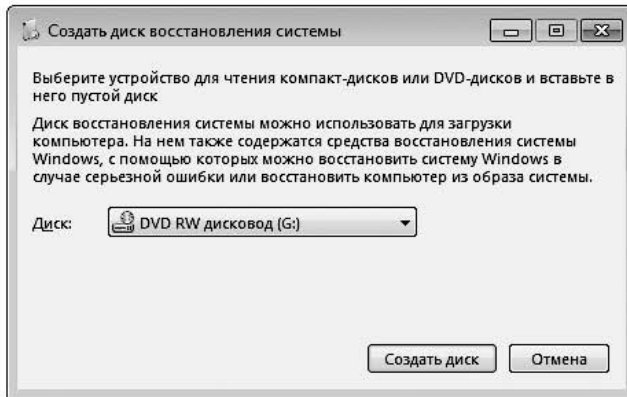 Создать диск восстановления системы
Выберите устройство для чтения компакт-дисков или DVD-дисков и вставьте в
него пустой диск
Диск восстановления системы можно использовать для загрузки
компьютера. На нем также содержатся средства восстановления системы
Windows, с помощью которых можно восстановить систему Windows в
случае серьезной ошибки или восстановить компьютер из образа системы.
Диск: DVD RW дисковод (G:)
Создать диск Отмена